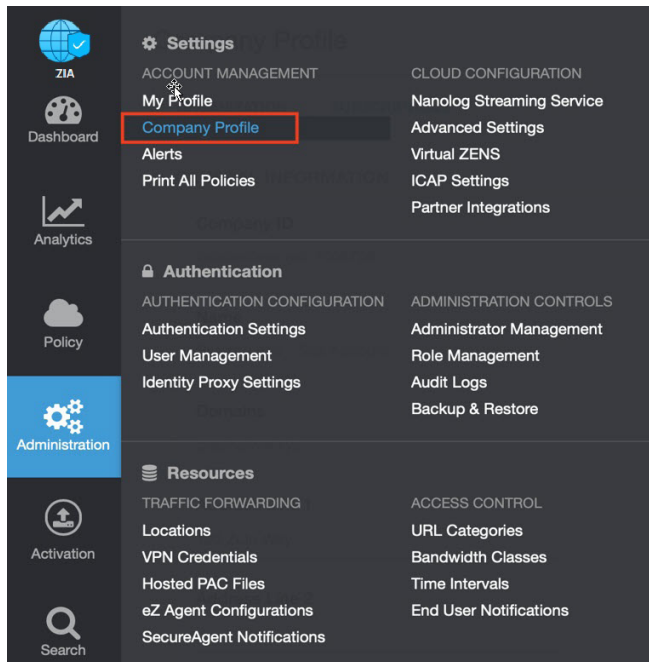 ZIA
Dashboard
Analytics
Policy
Administration
Activation
Search
Settings
ACCOUNT MANAGEMENT
My Profile
Company Profile
Alerts
Print All Policies
CLOUD CONFIGURATION
Nanolog Streaming Service
Advanced Settings
Virtual ZENS
ICAP Settings
Partner Integrations
Authentication
AUTHENTICATION CONFIGURATION
Authentication Settings
User Management
Identity Proxy Settings
ADMINISTRATION CONTROLS
Administrator Management
Role Management
Audit Logs
Backup & Restore
Resources
TRAFFIC FORWARDING
Locations
VPN Credentials
Hosted PAC Files
eZ Agent Configurations
SecureAgent Notifications
ACCESS CONTROL
URL Categories
Bandwidth Classes
Time Intervals
End User Notifications